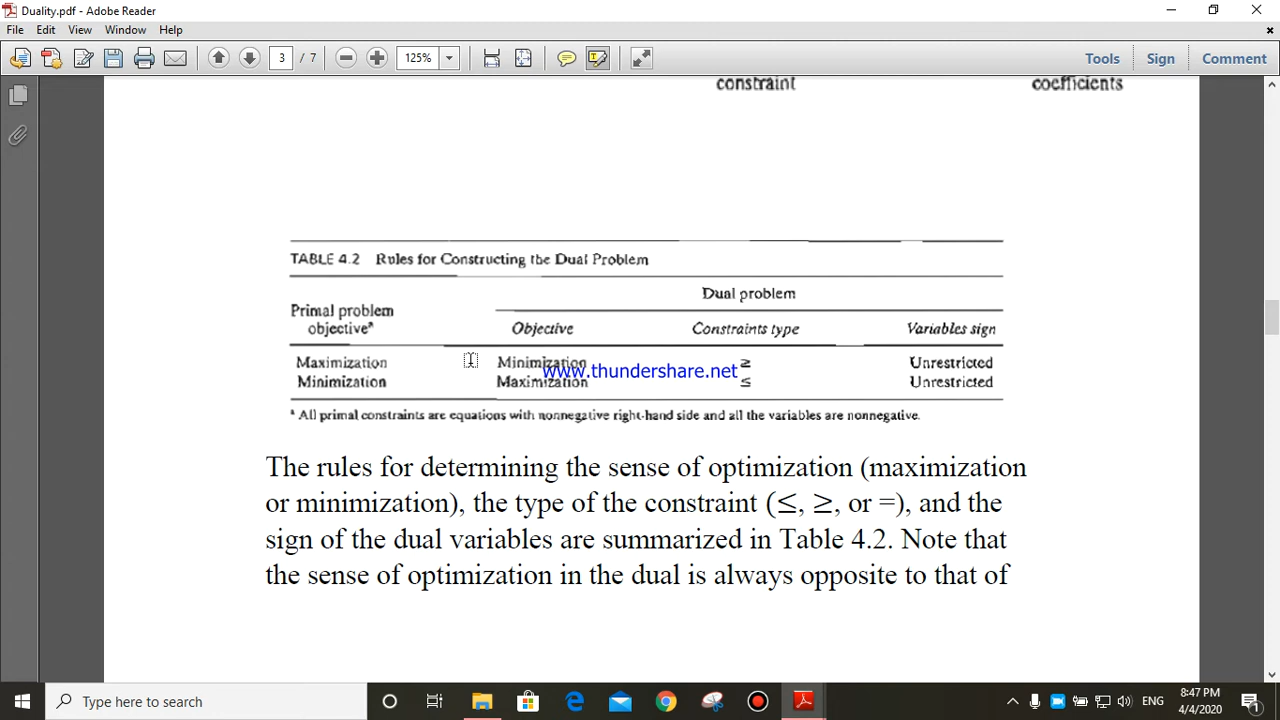 Duality.pdf - Adobe Reader
File Edit View Window Help
3 / 7 125% Tools Sign Comment
constraint coefficients
TABLE 4.2 Rules for Constructing the Dual Problem
Dual problem
Primal problem
objectiveᵃ Objective Constraints type Variables sign
Maximization Minimization ≥ Unrestricted
www.thundershare.net
Minimization Maximization ≤ Unrestricted
ᵃ All primal constraints are equations with nonnegative right-hand side and all the variables are nonnegative.
The rules for determining the sense of optimization (maximization
or minimization), the type of the constraint (≤, ≥, or =), and the
sign of the dual variables are summarized in Table 4.2. Note that
the sense of optimization in the dual is always opposite to that of
Type here to search
ENG
8:47 PM
4/4/2020
1